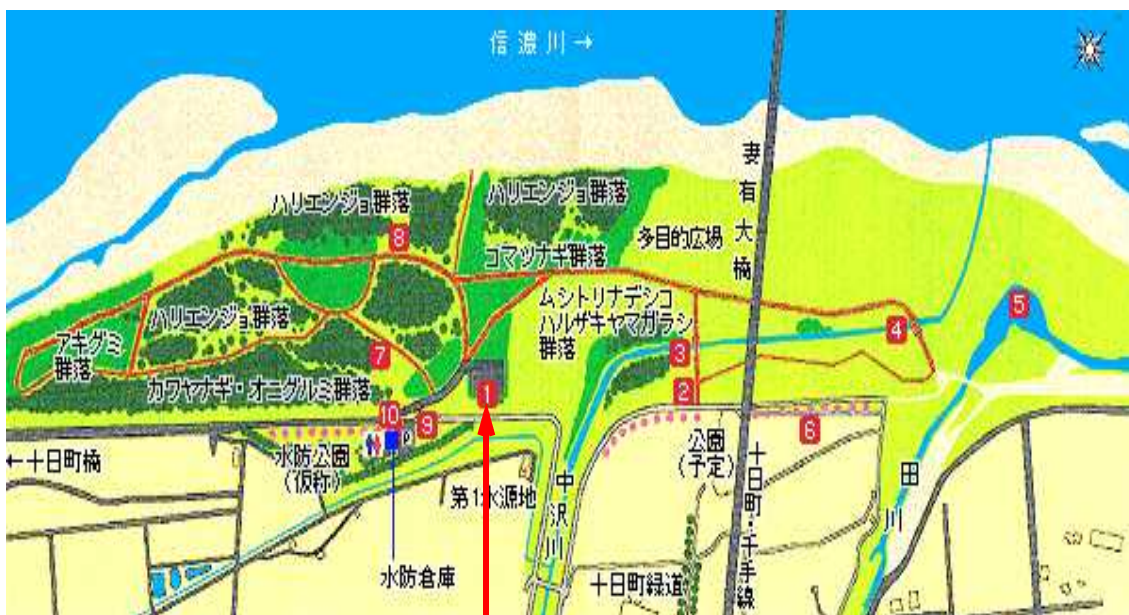 信濃川→
妻有大橋
ハリエンジョ群落
ハリエンジョ群落
8
コマツナギ群落
多目的広場
ムシトリナデシコ
ハルザキヤマガラシ
群落
5
4
ハリエンジョ群落
アキグミ
群落
7
3
カワヤナギ・オニグルミ群落
1
2
10
9
6
P
←十日町橋
水防公園
(仮称)
第1水源地
中沢川
公園
(予定)
十日町・千手線
田川
水防倉庫
十日町緑道